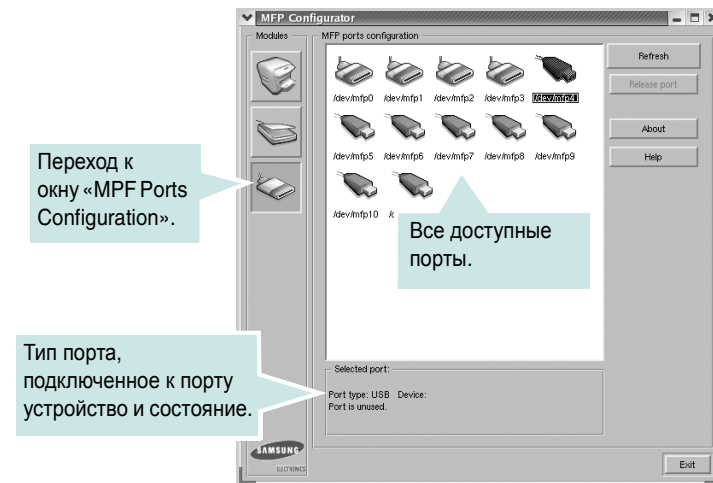 MFP Configurator
Modules
MFP ports configuration
Refresh
Release port
About
Help
/dev/mfp0 /dev/mfp1 /dev/mfp2 /dev/mfp3 /dev/mfp4
/dev/mfp5 /dev/mfp6 /dev/mfp7 /dev/mfp8 /dev/mfp9
/dev/mfp10
Переход к
окну «MPF Ports
Configuration».
Все доступные
порты.
Тип порта,
подключенное к порту
устройство и состояние.
Selected port:
Port type: USB Device:
Port is unused.
SAMSUNG
ELECTRONICS
Exit